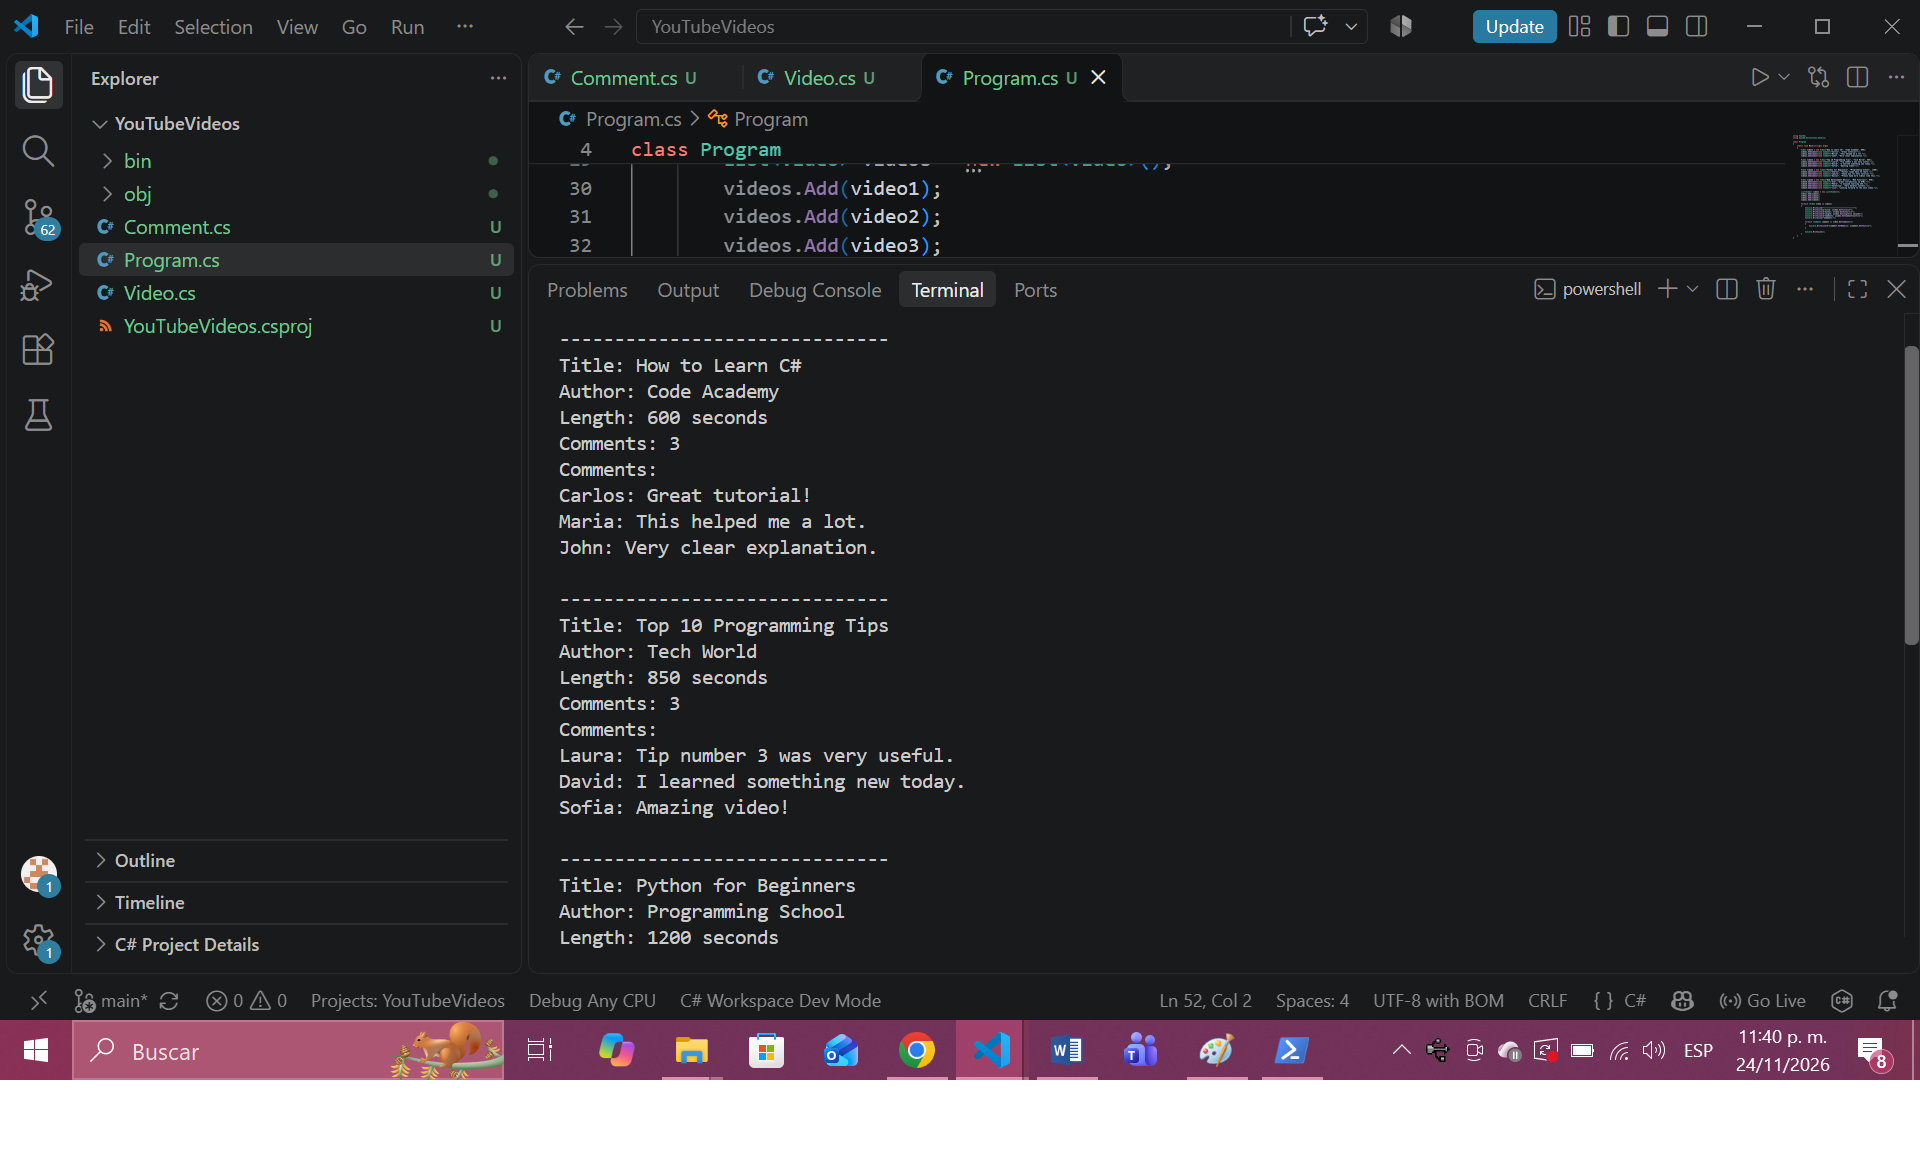 File Edit Selection View Go Run ···
YouTubeVideos
Update
Explorer
YouTubeVideos
bin
obj
Comment.cs U
Program.cs U
Video.cs U
YouTubeVideos.csproj U
62
Outline
Timeline
C# Project Details
1
1
Comment.cs U Video.cs U Program.cs U
Program.cs > Program
4 class Program
30 videos.Add(video1);
31 videos.Add(video2);
32 videos.Add(video3);
Problems Output Debug Console Terminal Ports
powershell
------------------------------
Title: How to Learn C#
Author: Code Academy
Length: 600 seconds
Comments: 3
Comments:
Carlos: Great tutorial!
Maria: This helped me a lot.
John: Very clear explanation.
------------------------------
Title: Top 10 Programming Tips
Author: Tech World
Length: 850 seconds
Comments: 3
Comments:
Laura: Tip number 3 was very useful.
David: I learned something new today.
Sofia: Amazing video!
------------------------------
Title: Python for Beginners
Author: Programming School
Length: 1200 seconds
main* 0 0 Projects: YouTubeVideos Debug Any CPU C# Workspace Dev Mode Ln 52, Col 2 Spaces: 4 UTF-8 with BOM CRLF { } C# Go Live
Buscar
ESP
11:40 p. m.
24/11/2026
8